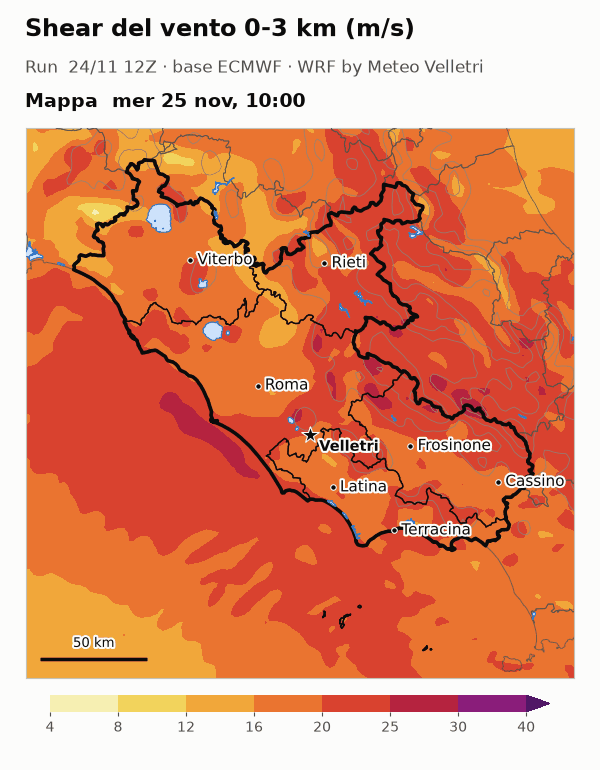 Shear del vento 0-3 km (m/s)
Run  24/11 12Z · base ECMWF · WRF by Meteo Velletri
Mappa  mer 25 nov, 10:00
Viterbo
Rieti
Roma
Velletri
Frosinone
Cassino
Latina
Terracina
50 km
4 8 12 16 20 25 30 40